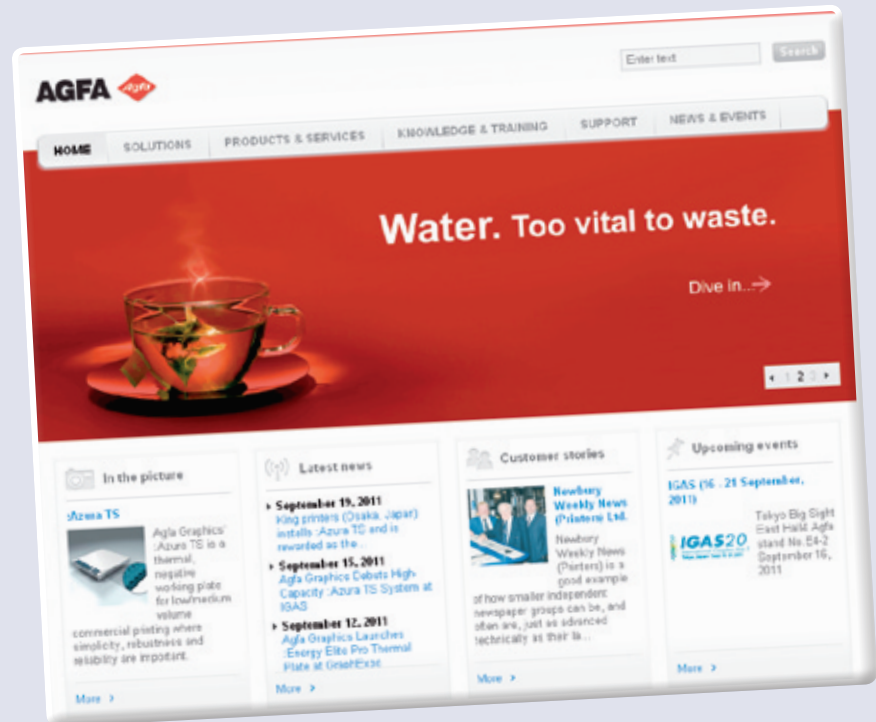 Enter text
Search
AGFA
Agfa
HOME
SOLUTIONS
PRODUCTS & SERVICES
KNOWLEDGE & TRAINING
SUPPORT
NEWS & EVENTS
Water. Too vital to waste.
Dive in...
1 2 3
In the picture
:Azura TS
Agfa Graphics'
:Azura TS is a
thermal,
negative
working plate
for low/medium
volume
commercial printing where
simplicity, robustness and
reliability are important.
More
Latest news
September 19, 2011
King printers (Osaka, Japan)
installs :Azura TS and is
rewarded as the...
September 15, 2011
Agfa Graphics Debuts High-
Capacity :Azura TS System at
IGAS
September 12, 2011
Agfa Graphics Launches
:Energy Elite Pro Thermal
Plate at GraphExpo
More
Customer stories
Newbury
Weekly News
(Printers) Ltd.
Newbury
Weekly News
(Printers) is a
good example
of how smaller independent
newspaper groups can be, and
often are, just as advanced
technically as their la...
More
Upcoming events
IGAS (16 - 21 September,
2011)
IGAS20
Tokyo Big Sight
East Hall4 Agfa
stand No.E4-2
September 16,
2011
More